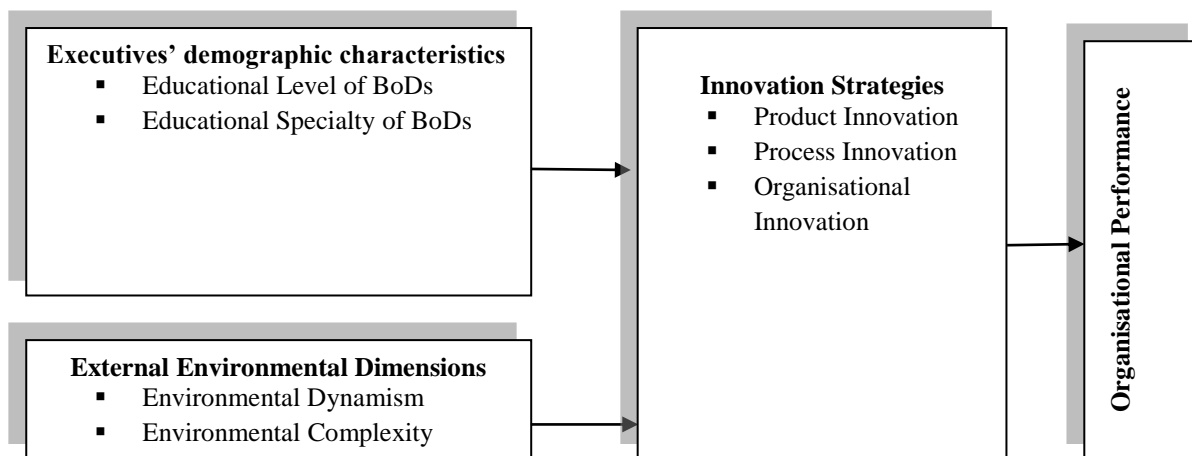 Executives’ demographic characteristics
▪ Educational Level of BoDs
▪ Educational Specialty of BoDs
External Environmental Dimensions
▪ Environmental Dynamism
▪ Environmental Complexity
Innovation Strategies
▪ Product Innovation
▪ Process Innovation
▪ Organisational
Innovation
Organisational Performance